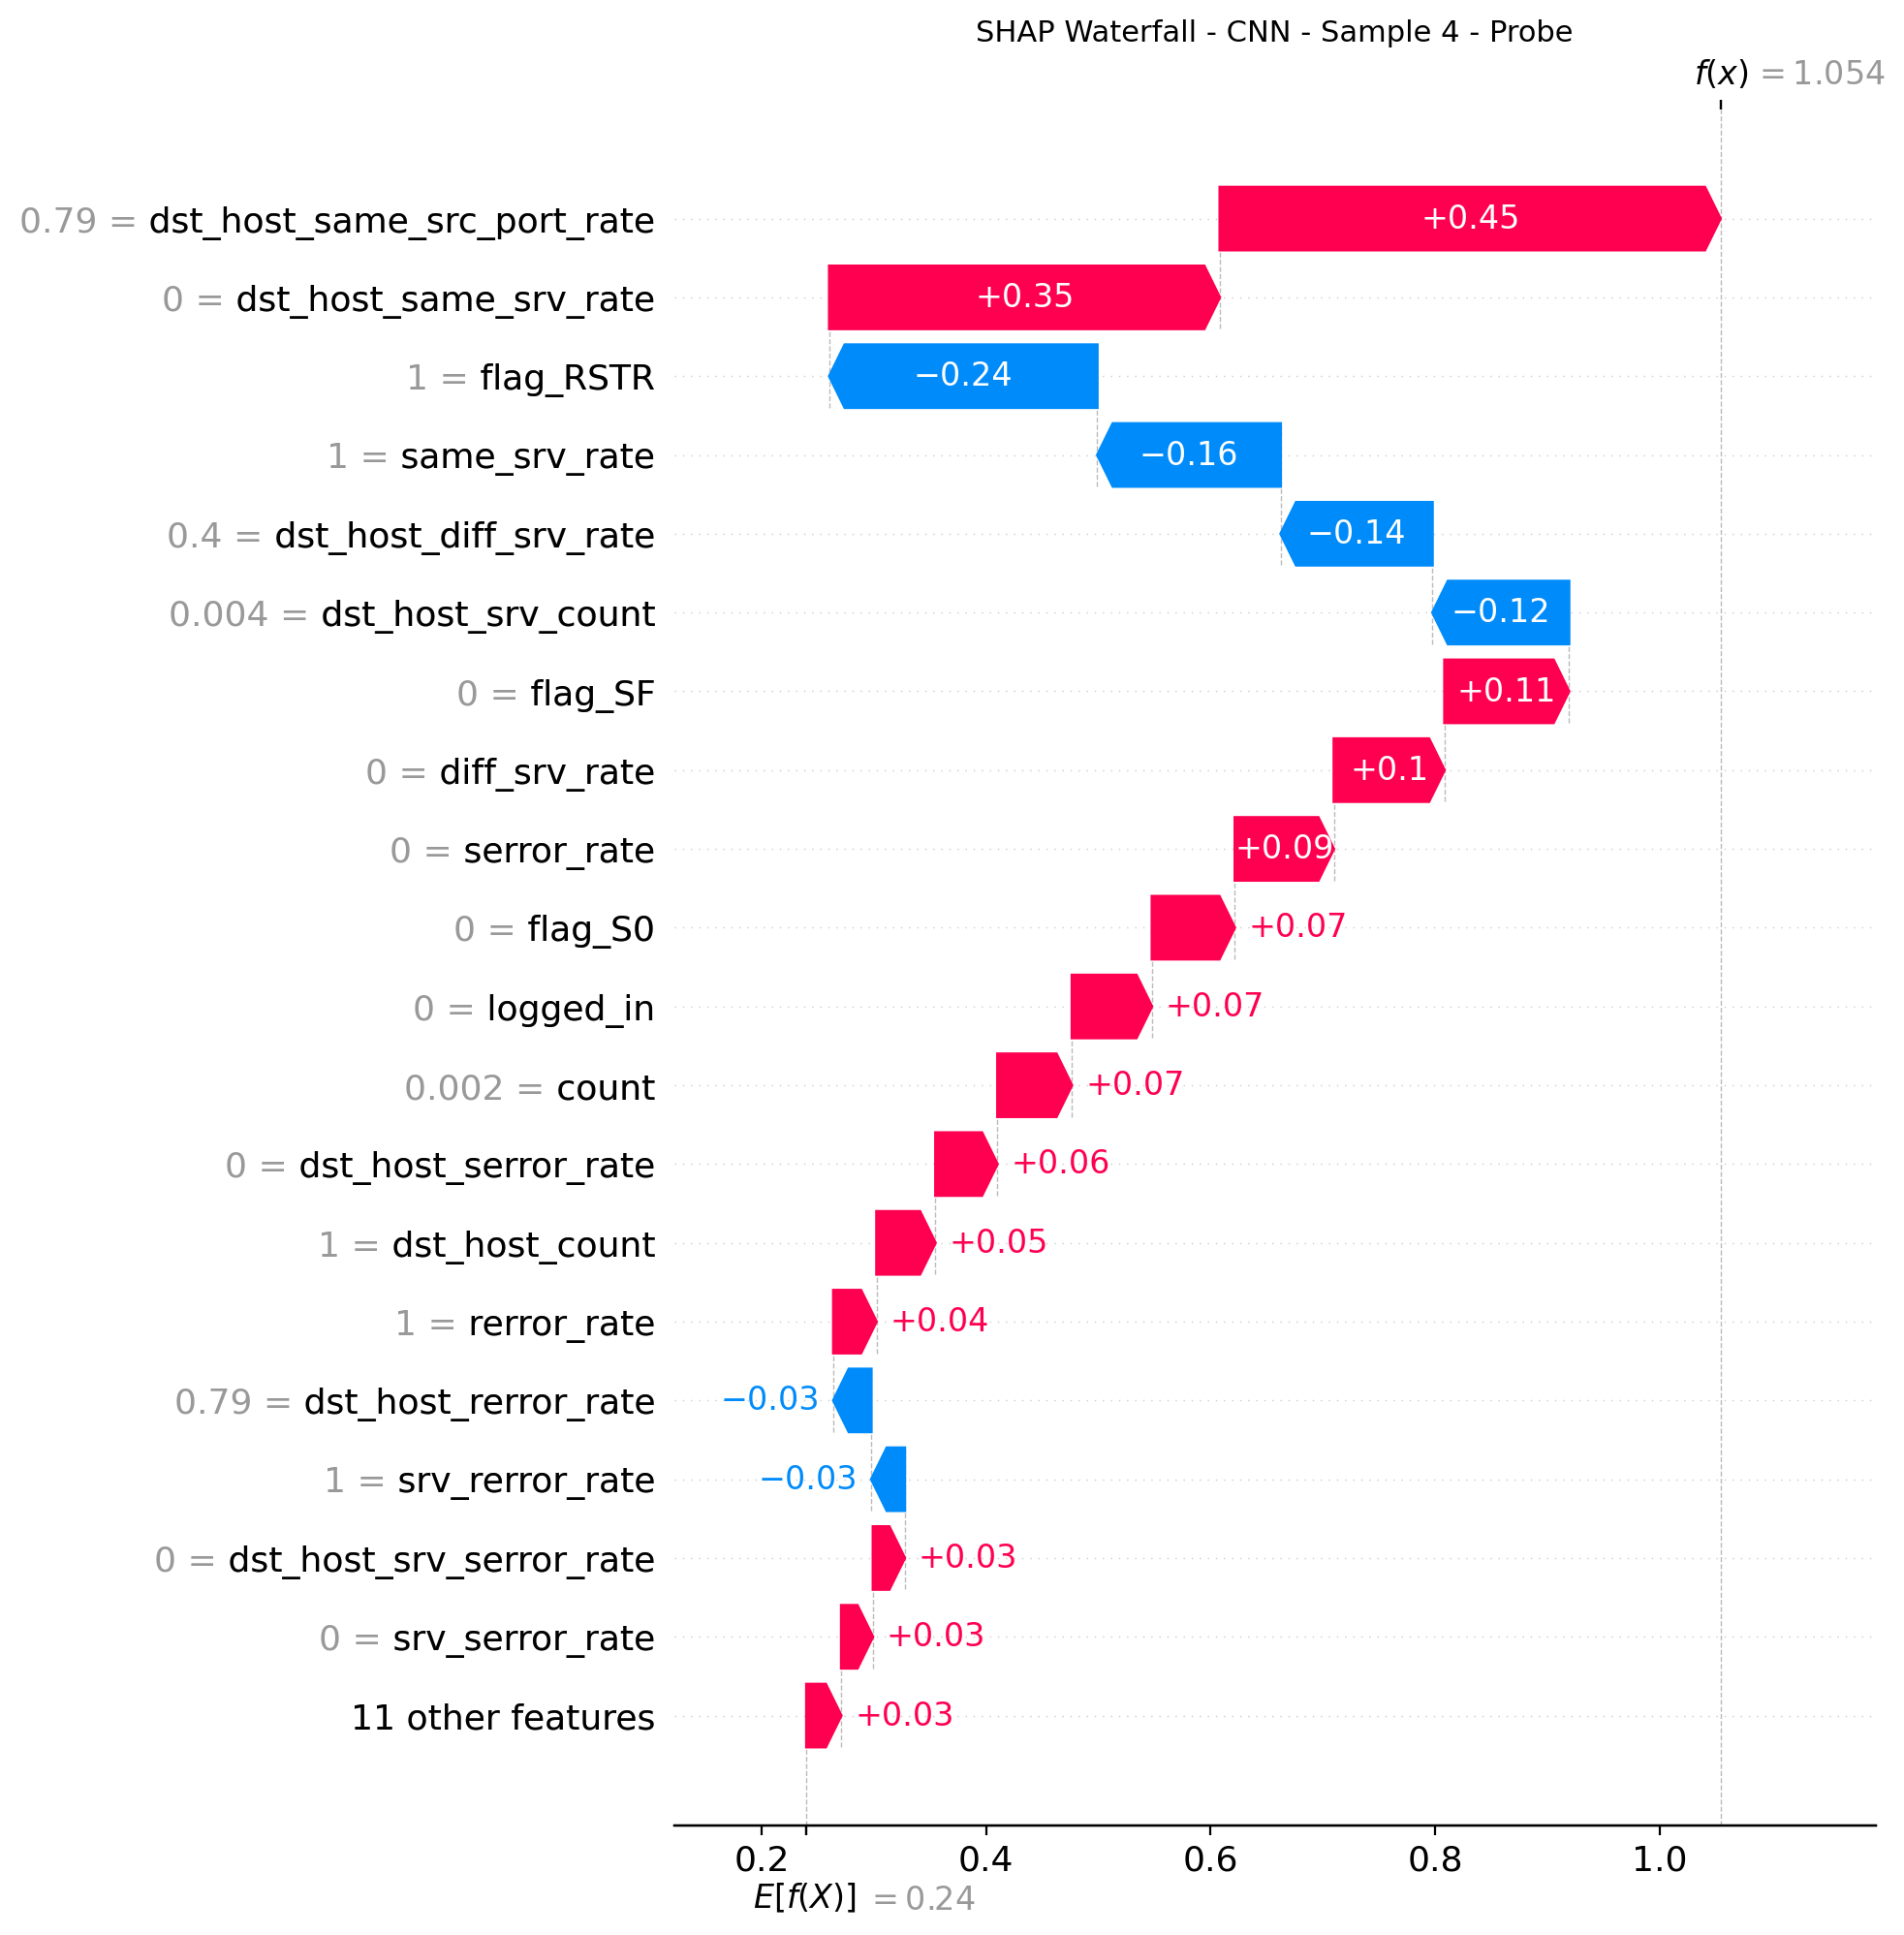 SHAP Waterfall - CNN - Sample 4 - Probe
f(x) = 1.054
0.79 = dst_host_same_src_port_rate +0.45
0 = dst_host_same_srv_rate +0.35
1 = flag_RSTR −0.24
1 = same_srv_rate −0.16
0.4 = dst_host_diff_srv_rate −0.14
0.004 = dst_host_srv_count −0.12
0 = flag_SF +0.11
0 = diff_srv_rate +0.1
0 = serror_rate +0.09
0 = flag_S0 +0.07
0 = logged_in +0.07
0.002 = count +0.07
0 = dst_host_serror_rate +0.06
1 = dst_host_count +0.05
1 = rerror_rate +0.04
0.79 = dst_host_rerror_rate −0.03
1 = srv_rerror_rate −0.03
0 = dst_host_srv_serror_rate +0.03
0 = srv_serror_rate +0.03
11 other features +0.03
0.2 0.4 0.6 0.8 1.0
E[f(X)] = 0.24